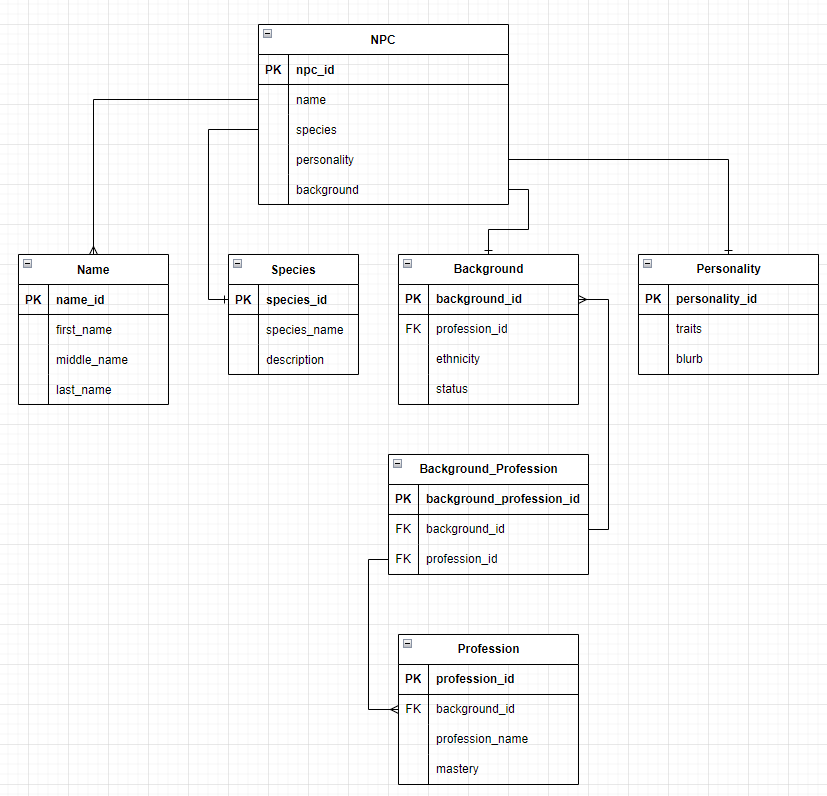 NPC
PK npc_id
name
species
personality
background
Name
PK name_id
first_name
middle_name
last_name
Species
PK species_id
species_name
description
Background
PK background_id
FK profession_id
ethnicity
status
Personality
PK personality_id
traits
blurb
Background_Profession
PK background_profession_id
FK background_id
FK profession_id
Profession
PK profession_id
FK background_id
profession_name
mastery